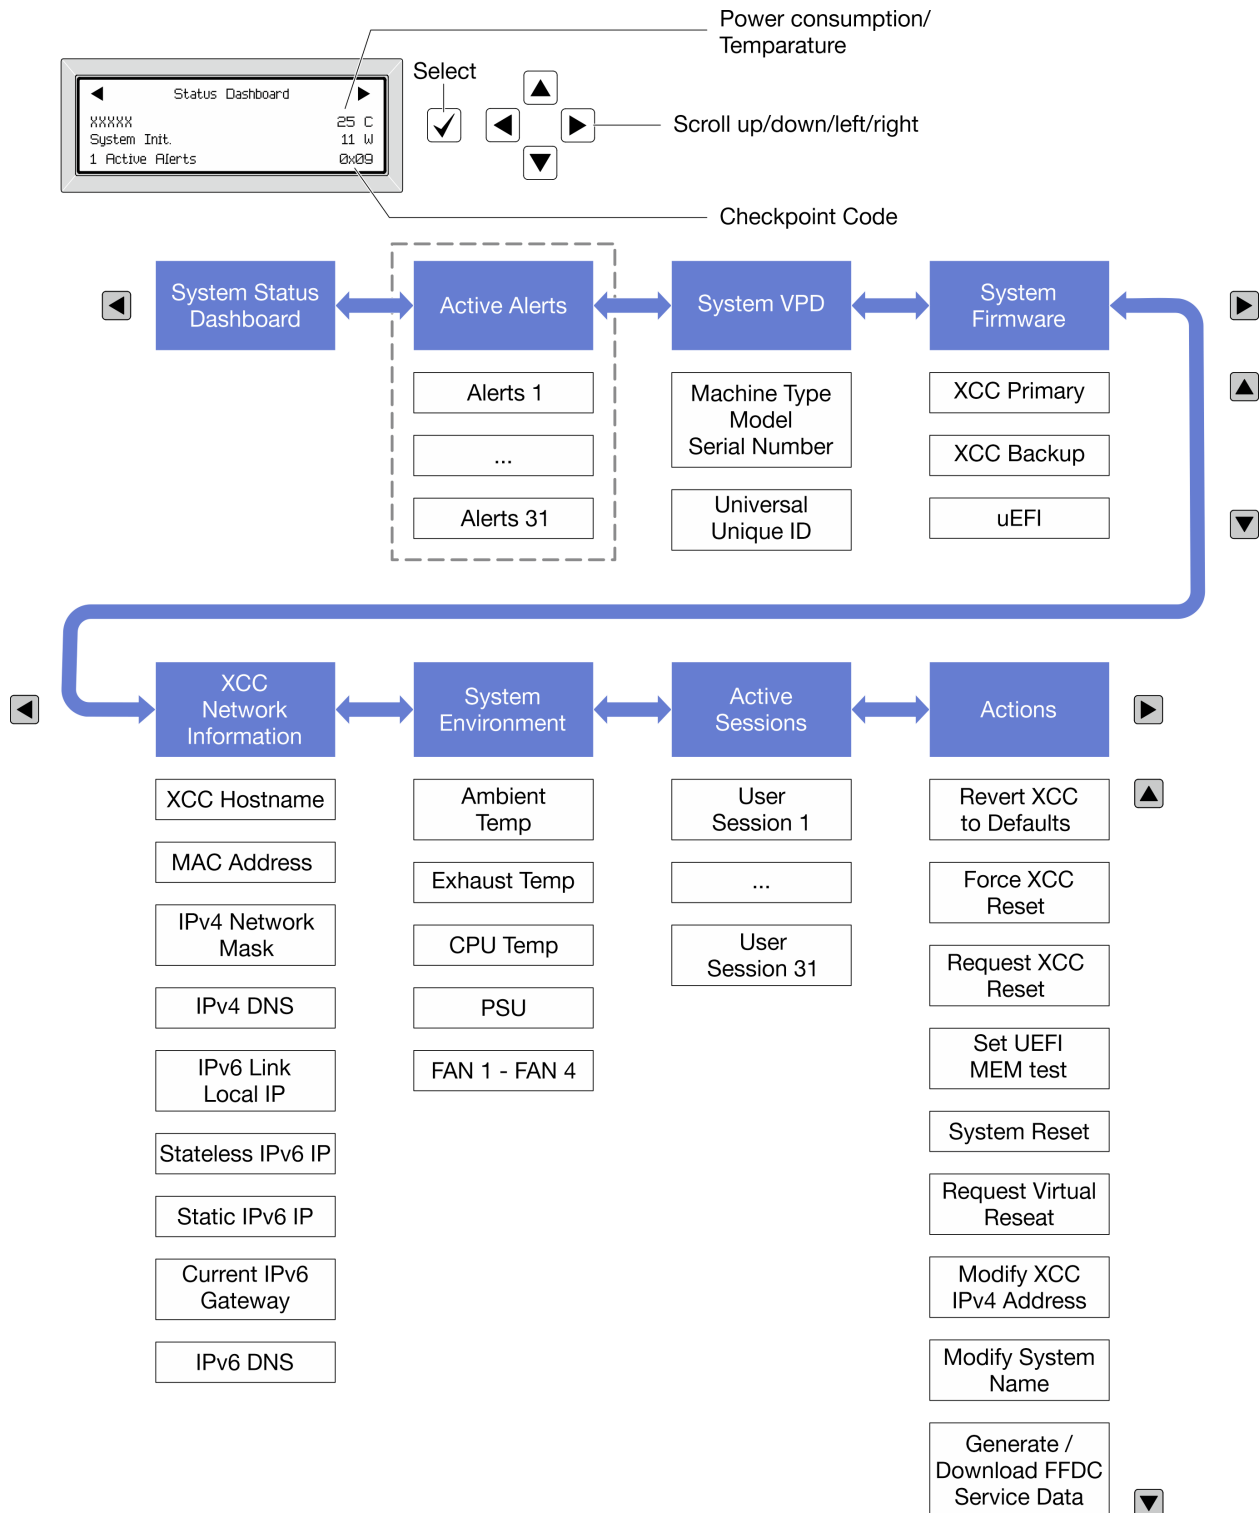 Power consumption/
Temparature
Select
Status Dashboard
XXXXX 25 C
System Init. 11 W
1 Active Alerts 0x09
Scroll up/down/left/right
Checkpoint Code
System Status
Dashboard
Active Alerts
System VPD
System
Firmware
Alerts 1
...
Alerts 31
Machine Type
Model
Serial Number
Universal
Unique ID
XCC Primary
XCC Backup
uEFI
XCC
Network
Information
System
Environment
Active
Sessions
Actions
XCC Hostname
MAC Address
IPv4 Network
Mask
IPv4 DNS
IPv6 Link
Local IP
Stateless IPv6 IP
Static IPv6 IP
Current IPv6
Gateway
IPv6 DNS
Ambient
Temp
Exhaust Temp
CPU Temp
PSU
FAN 1 - FAN 4
User
Session 1
...
User
Session 31
Revert XCC
to Defaults
Force XCC
Reset
Request XCC
Reset
Set UEFI
MEM test
System Reset
Request Virtual
Reseat
Modify XCC
IPv4 Address
Modify System
Name
Generate /
Download FFDC
Service Data